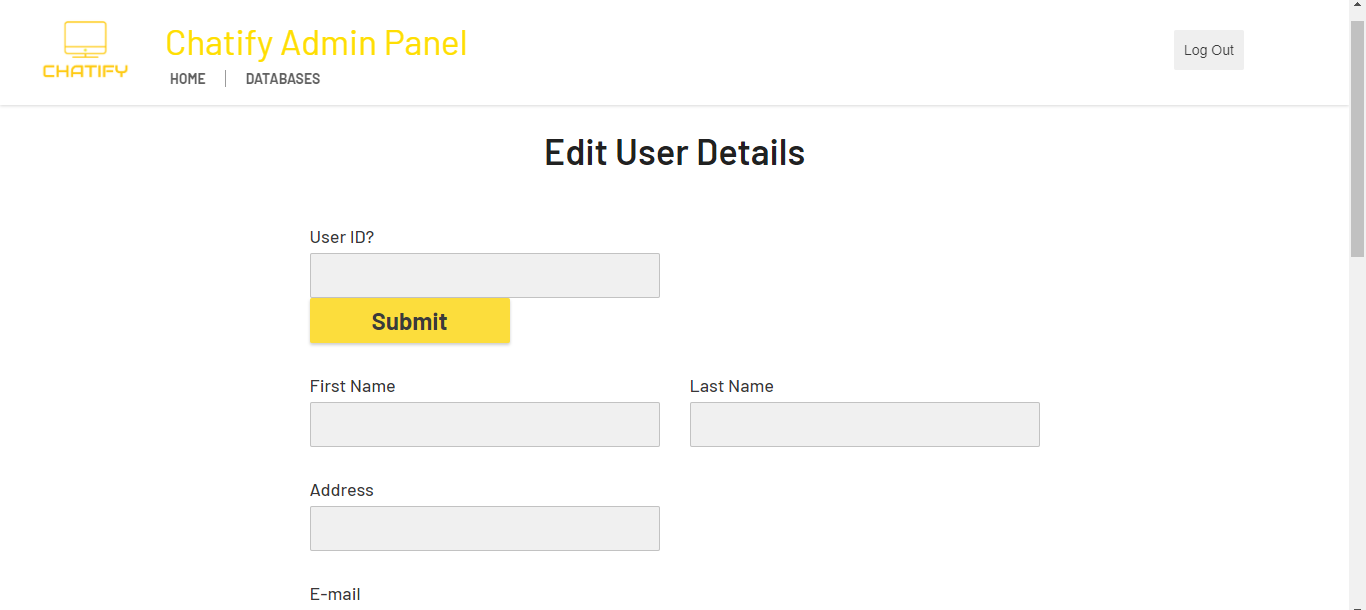 CHATIFY
Chatify Admin Panel
HOME
DATABASES
Log Out
Edit User Details
User ID?
Submit
First Name
Last Name
Address
E-mail